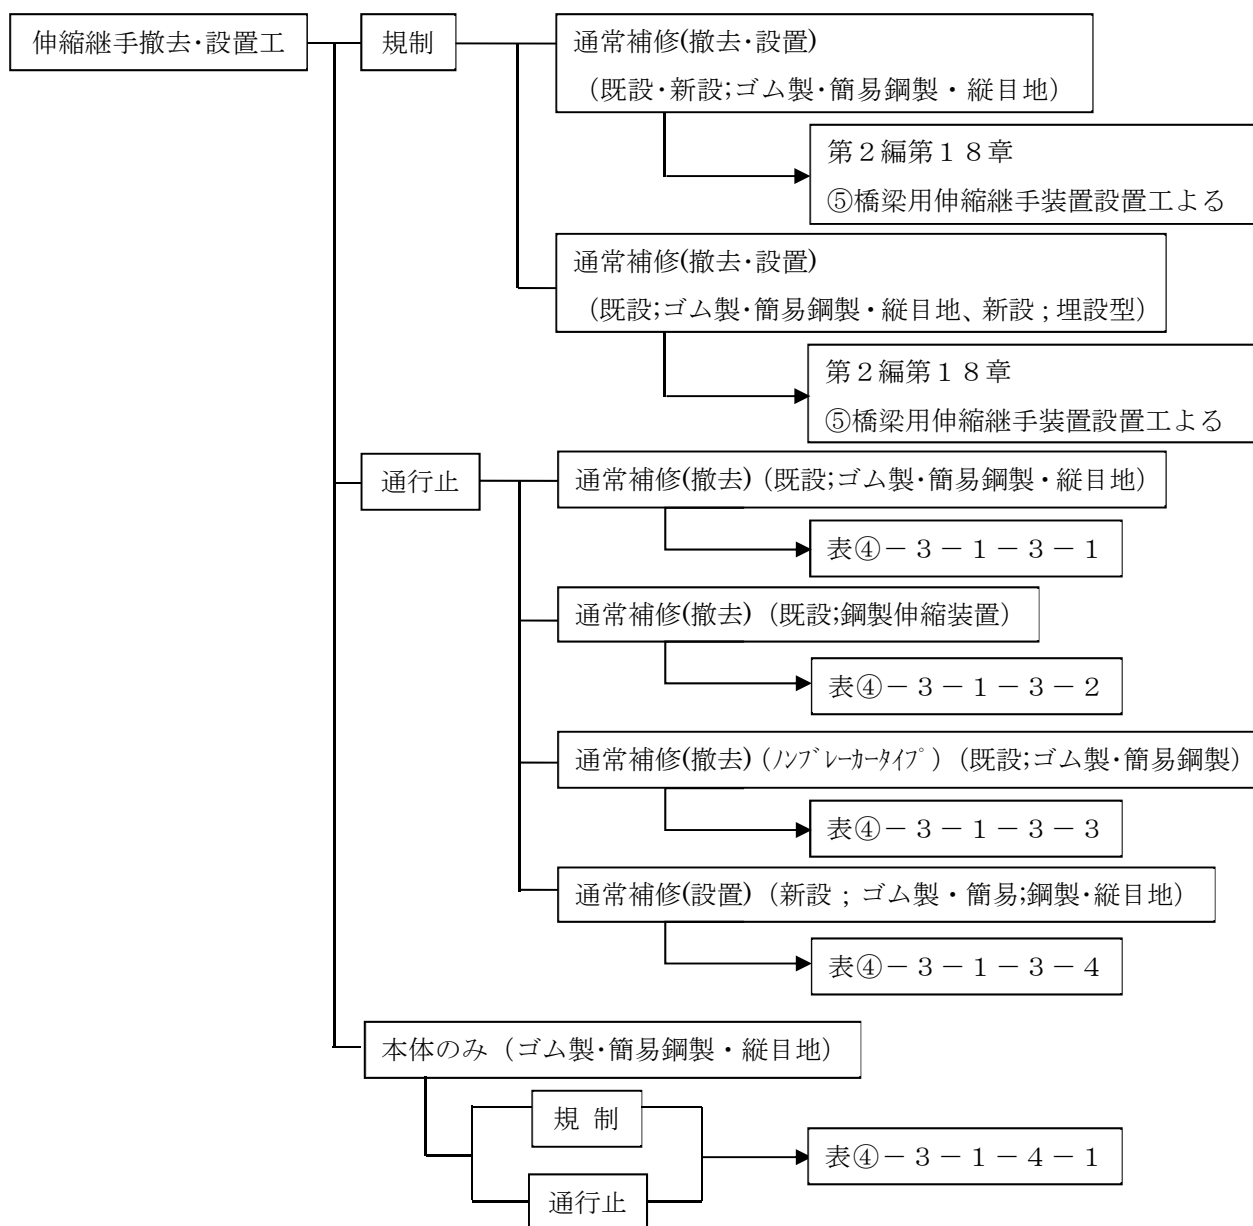 伸縮継手撤去･設置工
規制
通常補修(撤去･設置)
（既設･新設;ゴム製･簡易鋼製・縦目地）
第２編第１８章
⑤橋梁用伸縮継手装置設置工よる
通常補修(撤去･設置)
（既設;ゴム製･簡易鋼製・縦目地、新設；埋設型）
第２編第１８章
⑤橋梁用伸縮継手装置設置工よる
通行止
通常補修(撤去)（既設;ゴム製･簡易鋼製・縦目地）
表④－３－１－３－１
通常補修(撤去)（既設;鋼製伸縮装置）
表④－３－１－３－２
通常補修(撤去)（ﾉﾝﾌﾞﾚｰｶｰﾀｲﾌﾟ）（既設;ゴム製･簡易鋼製）
表④－３－１－３－３
通常補修(設置)（新設；ゴム製・簡易;鋼製･縦目地）
表④－３－１－３－４
本体のみ（ゴム製･簡易鋼製・縦目地）
規 制
表④－３－１－４－１
通行止